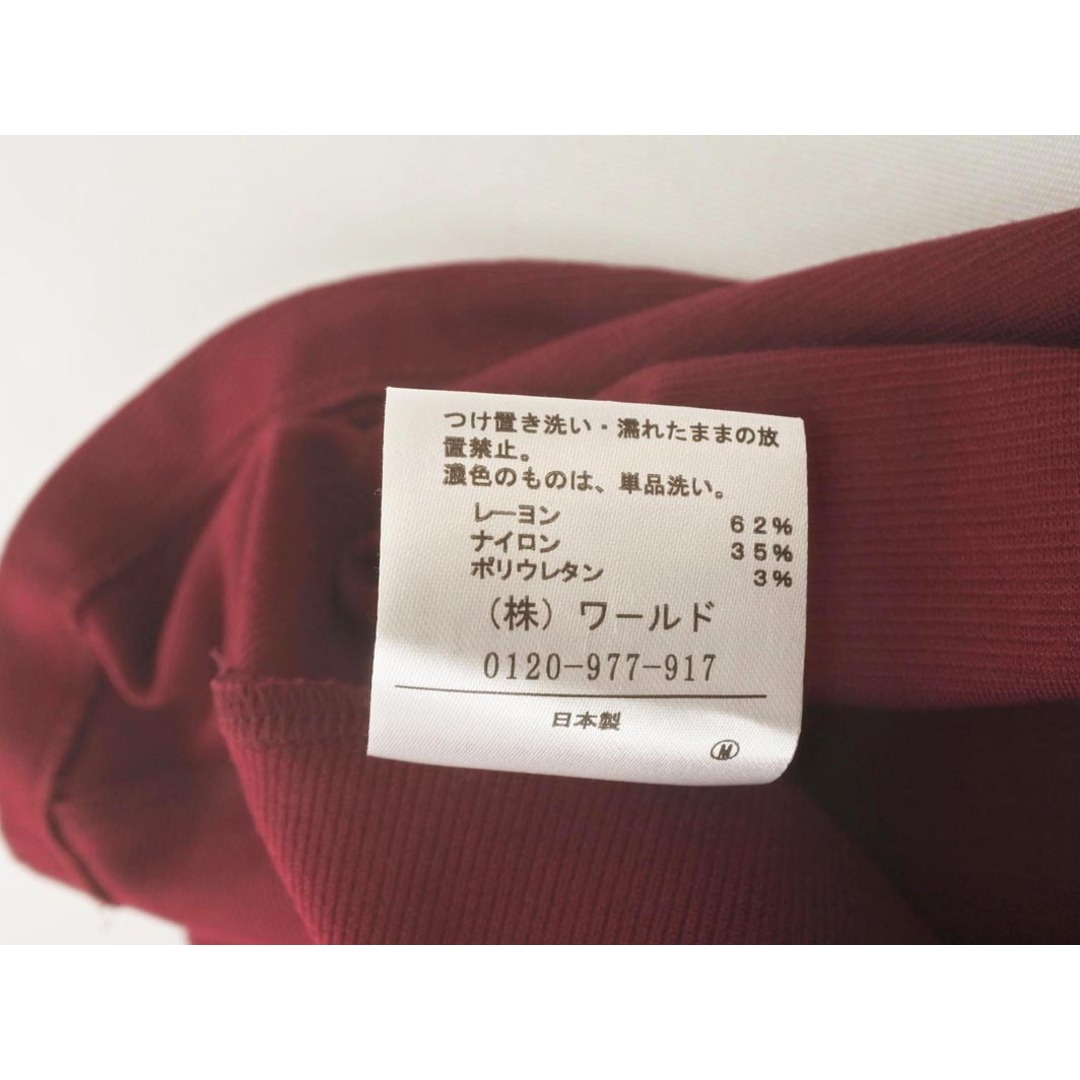 つけ置き洗い・濡れたままの放
置禁止。
濃色のものは、単品洗い。
レーヨン 62%
ナイロン 35%
ポリウレタン 3%
（株）ワールド
0120-977-917
日本製
M